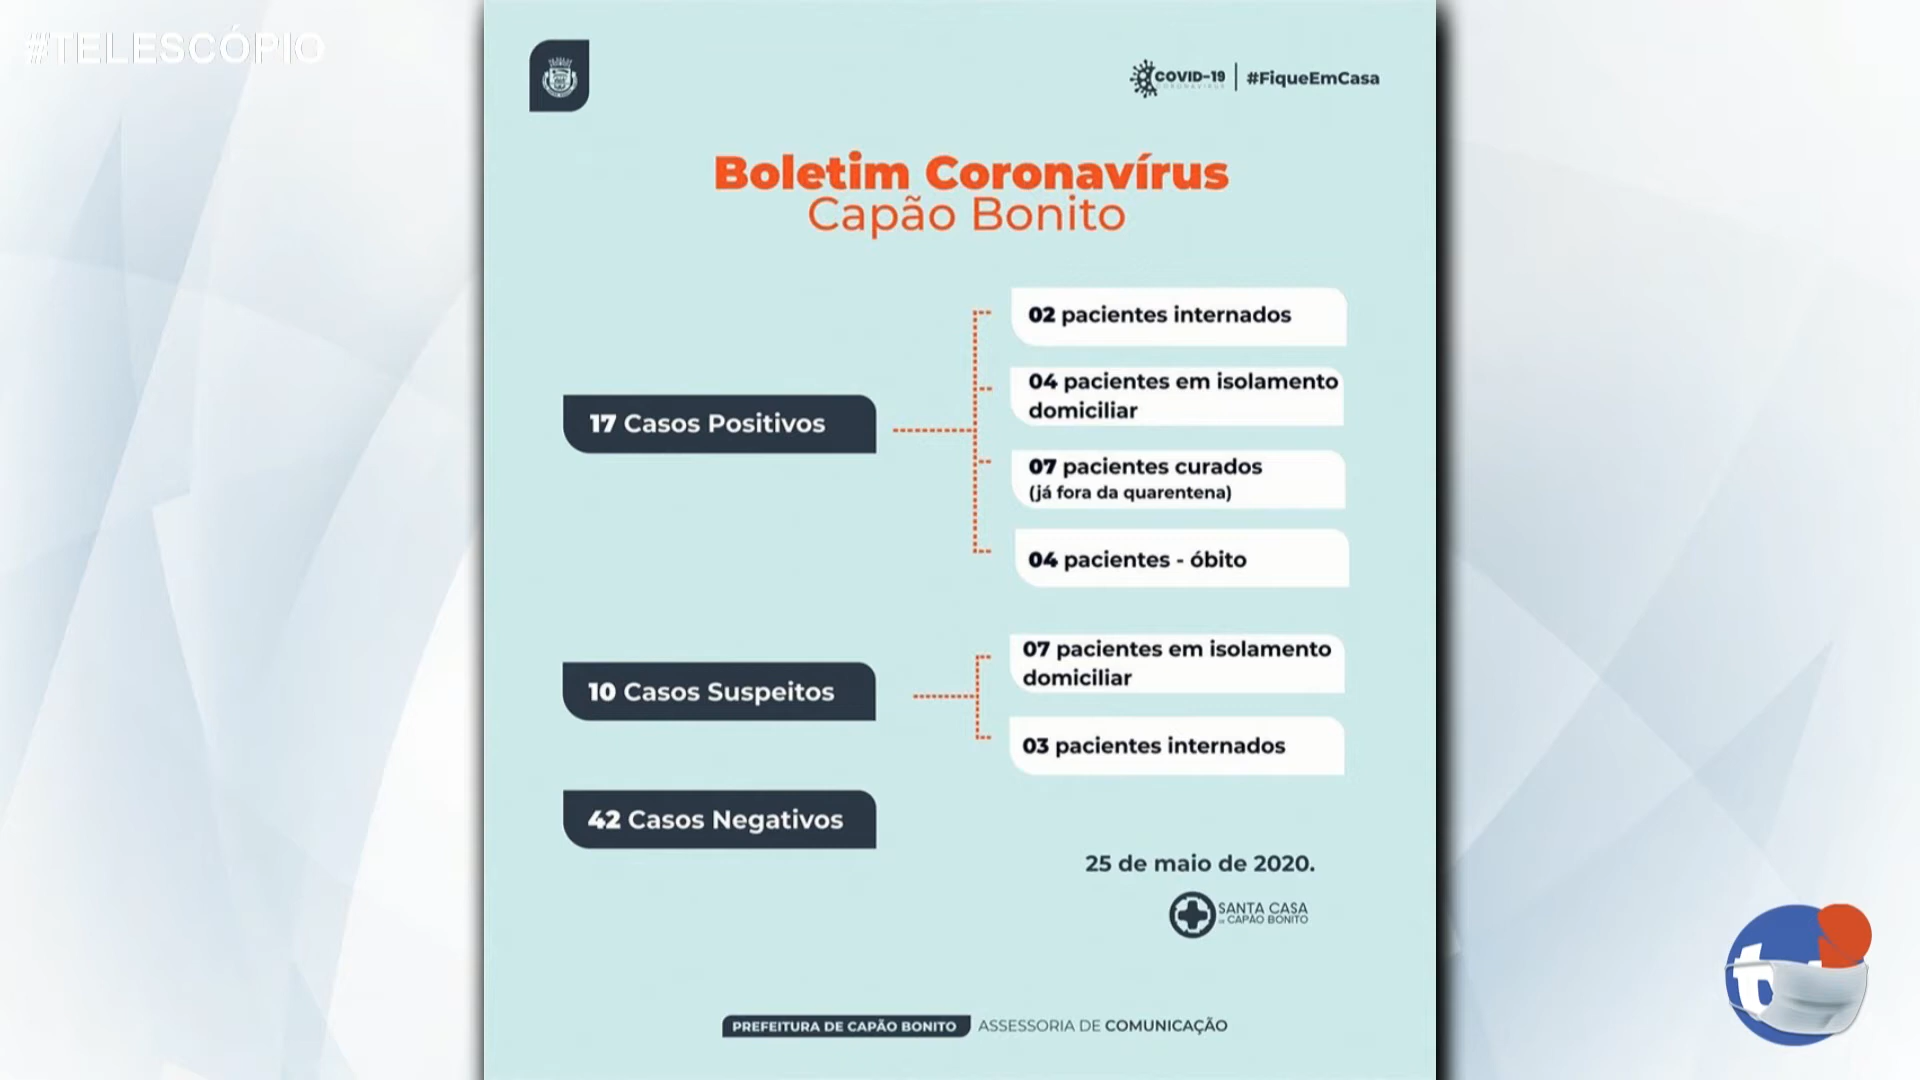 #TELESCÓPIO
COVID-19
CORONAVÍRUS
#FiqueEmCasa
Boletim Coronavírus
Capão Bonito
17 Casos Positivos
02 pacientes internados
04 pacientes em isolamento
domiciliar
07 pacientes curados
(já fora da quarentena)
04 pacientes - óbito
10 Casos Suspeitos
07 pacientes em isolamento
domiciliar
03 pacientes internados
42 Casos Negativos
25 de maio de 2020.
SANTA CASA
DE CAPÃO BONITO
PREFEITURA DE CAPÃO BONITO ASSESSORIA DE COMUNICAÇÃO